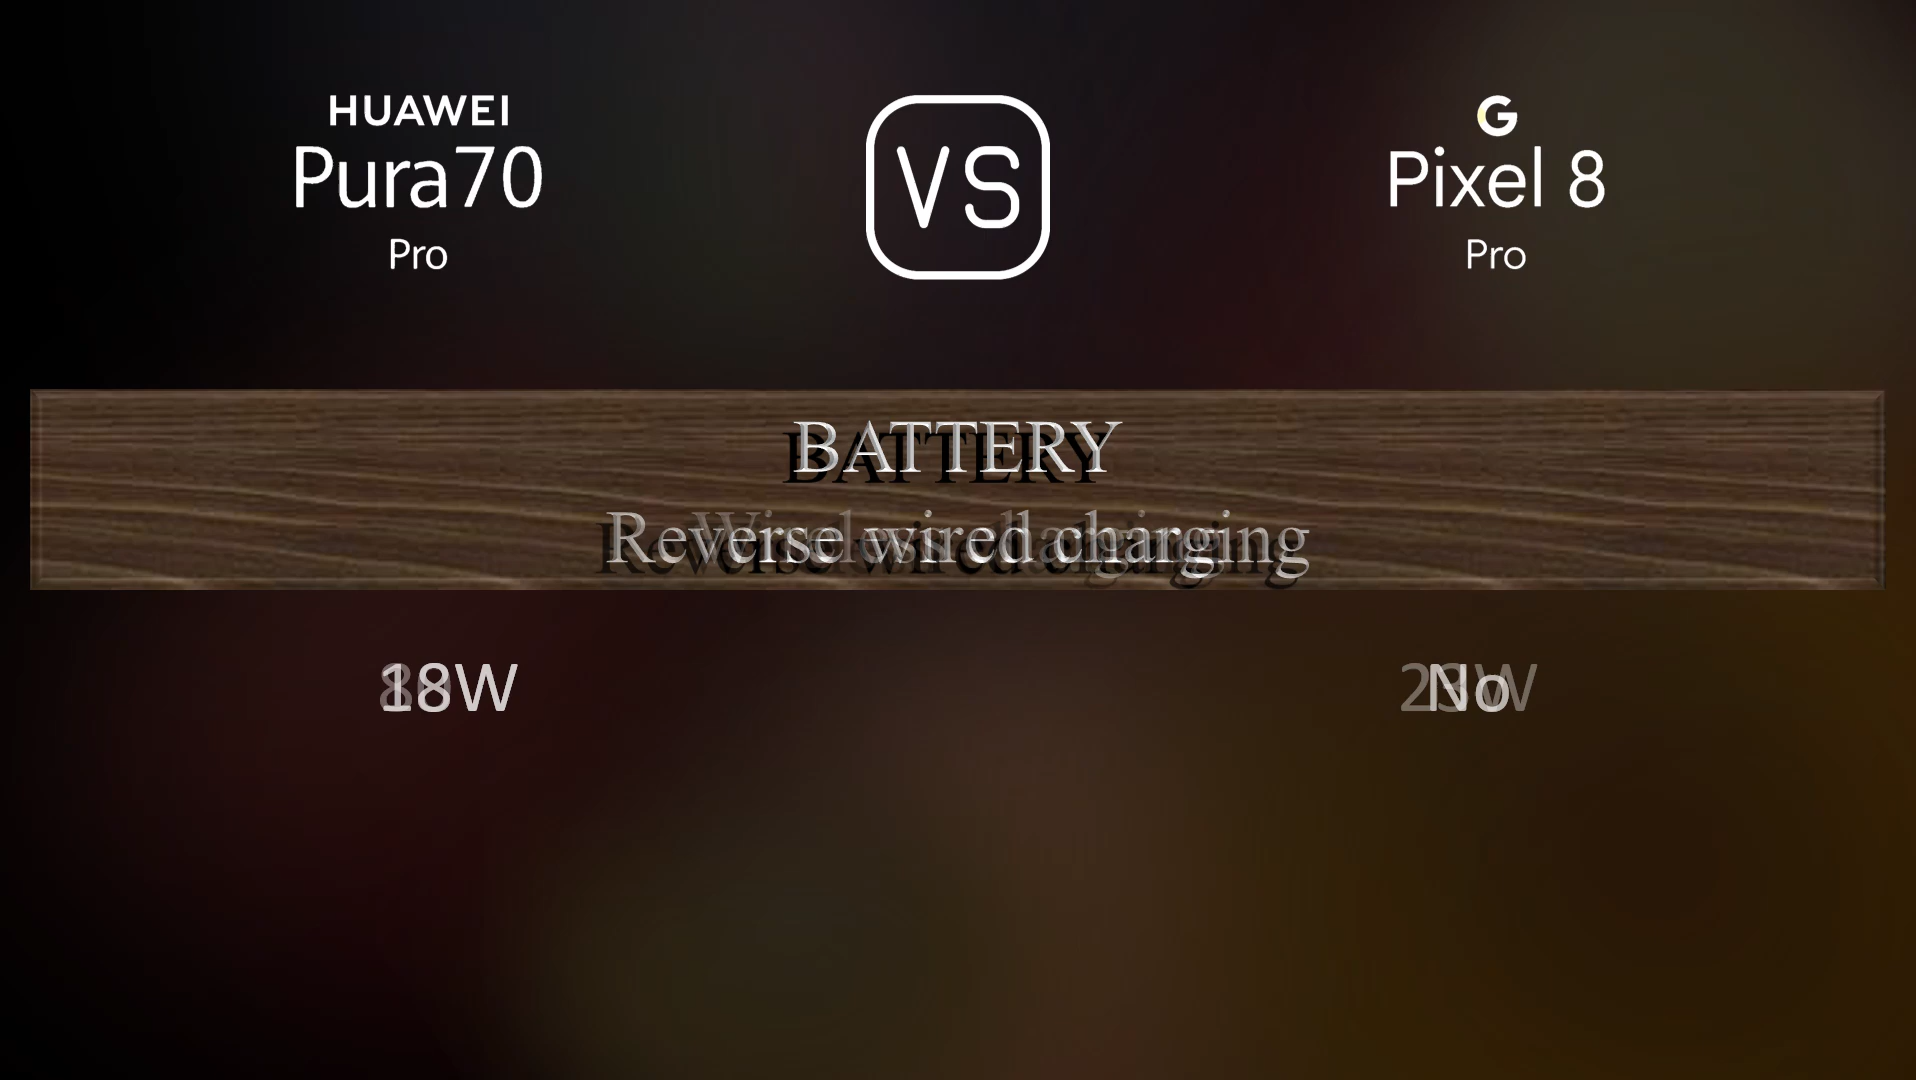 HUAWEI
Pura70
Pro
VS
G
Pixel 8
Pro
BATTERY
Reverse wired charging
18W
No